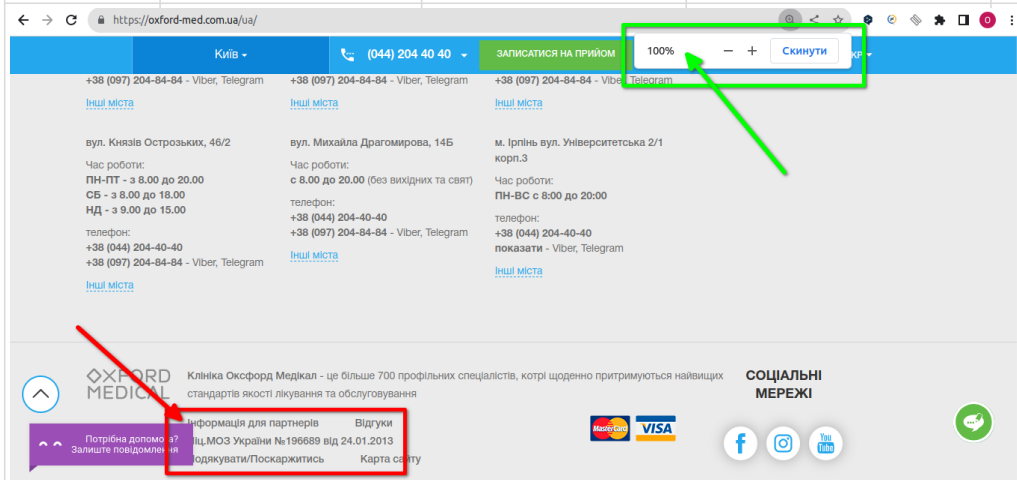 https://oxford-med.com.ua/ua/
O
Київ
(044) 204 40 40
ЗАПИСАТИСЯ НА ПРИЙОМ
100%
Скинути
+38 (097) 204-84-84 - Viber, Telegram
Інші міста
+38 (097) 204-84-84 - Viber, Telegram
Інші міста
+38 (097) 204-84-84 - Viber, Telegram
Інші міста
вул. Князів Острозьких, 46/2
Час роботи:
ПН-ПТ - з 8.00 до 20.00
СБ - з 8.00 до 18.00
НД - з 9.00 до 15.00
телефон:
+38 (044) 204-40-40
+38 (097) 204-84-84 - Viber, Telegram
Інші міста
вул. Михайла Драгомирова, 14Б
Час роботи:
с 8.00 до 20.00 (без вихідних та свят)
телефон:
+38 (044) 204-40-40
+38 (097) 204-84-84 - Viber, Telegram
Інші міста
м. Ірпінь вул. Університетська 2/1
корп.3
Час роботи:
ПН-ВС с 8:00 до 20:00
телефон:
+38 (044) 204-40-40
показати - Viber, Telegram
Інші міста
OXFORD
MEDICAL
Клініка Оксфорд Медікал - це більше 700 профільних спеціалістів, котрі щоденно притримуються найвищих
стандартів якості лікування та обслуговування
Інформація для партнерів Відгуки
Ліц.МОЗ України №196689 від 24.01.2013
Подякувати/Поскаржитись Карта сайту
Потрібна допомога?
Залиште повідомлення
MasterCard
VISA
СОЦІАЛЬНІ
МЕРЕЖІ
f
You
Tube